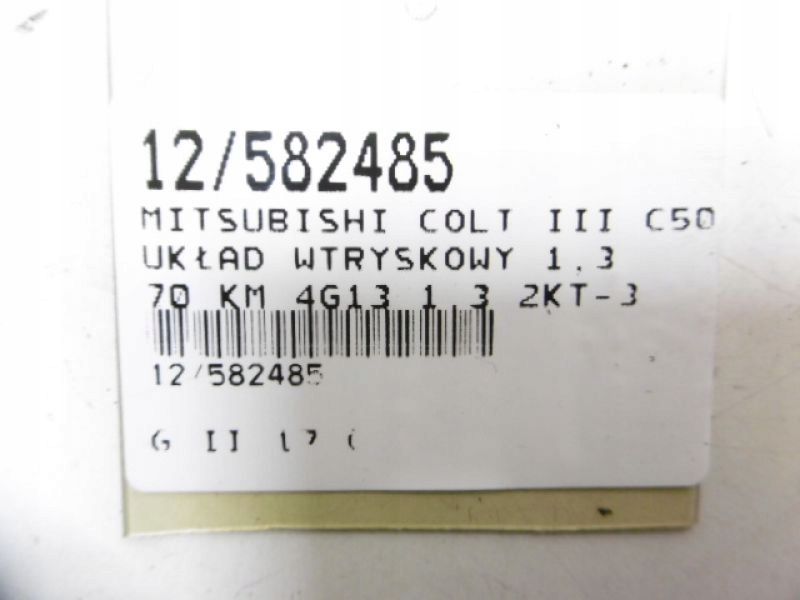 12/582485
MITSUBISHI COLT III C50
UKŁAD WTRYSKOWY 1.3
70 KM 4G13 1.3 2KT-3
12/582485
G II